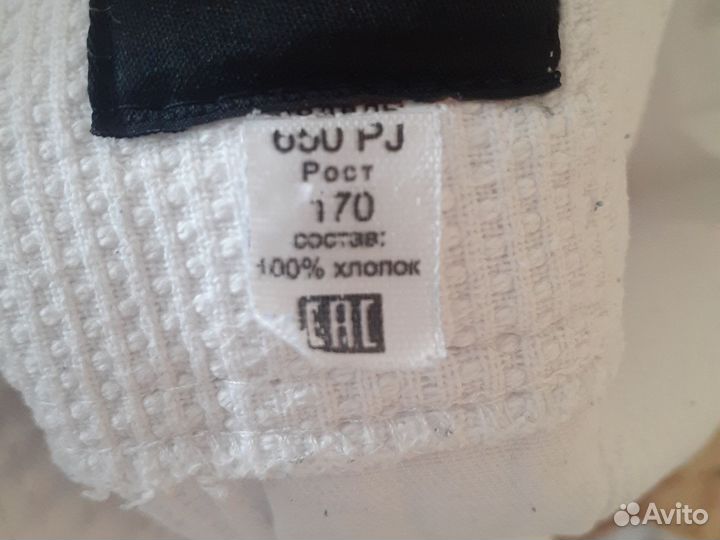 650 PJ
Рост
170
состав:
100% хлопок
EAC
Avito